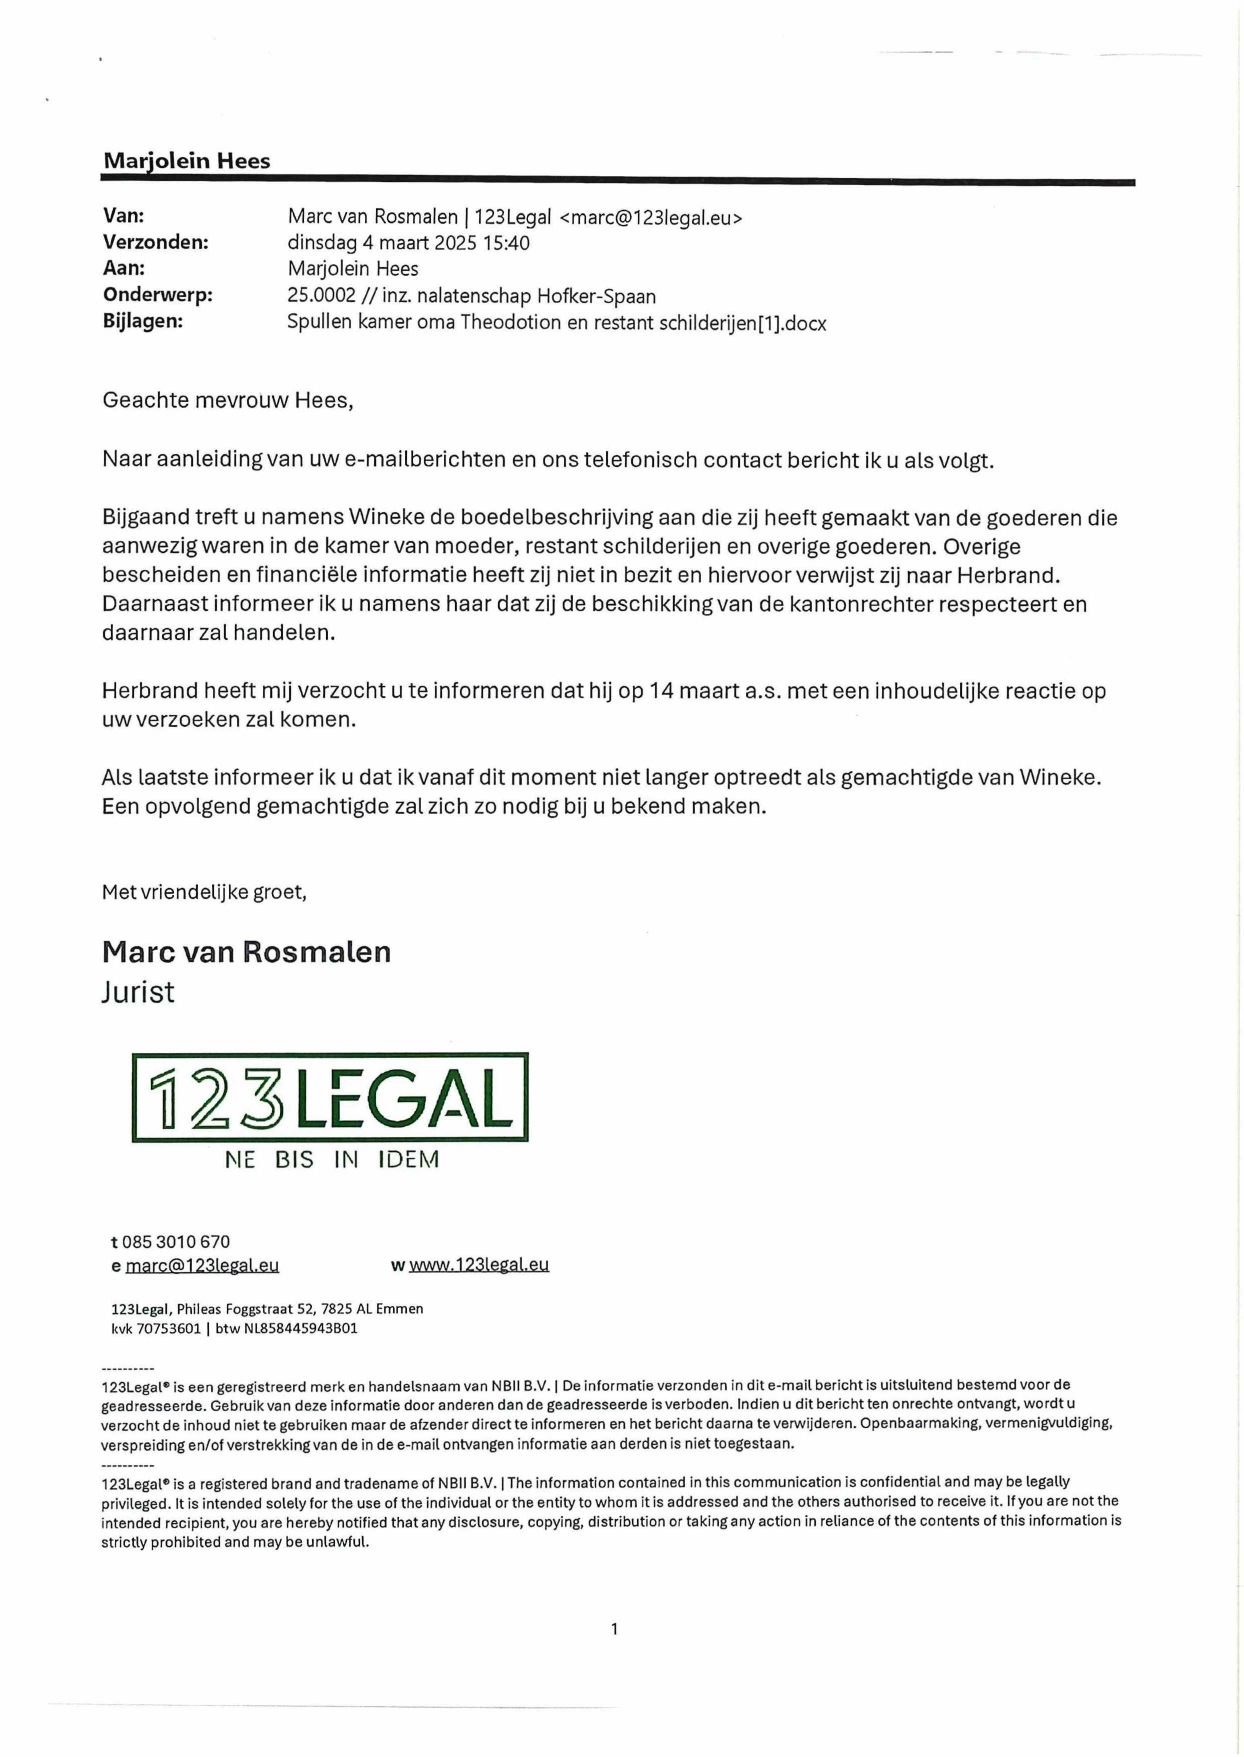 Marjolein Hees
Van: Marc van Rosmalen | 123Legal <marc@123legal.eu>
Verzonden: dinsdag 4 maart 2025 15:40
Aan: Marjolein Hees
Onderwerp: 25.0002 // inz. nalatenschap Hofker-Spaan
Bijlagen: Spullen kamer oma Theodotion en restant schilderijen[1].docx
Geachte mevrouw Hees,
Naar aanleiding van uw e-mailberichten en ons telefonisch contact bericht ik u als volgt.
Bijgaand treft u namens Wineke de boedelbeschrijving aan die zij heeft gemaakt van de goederen die
aanwezig waren in de kamer van moeder, restant schilderijen en overige goederen. Overige
bescheiden en financiële informatie heeft zij niet in bezit en hiervoor verwijst zij naar Herbrand.
Daarnaast informeer ik u namens haar dat zij de beschikking van de kantonrechter respecteert en
daarnaar zal handelen.
Herbrand heeft mij verzocht u te informeren dat hij op 14 maart a.s. met een inhoudelijke reactie op
uw verzoeken zal komen.
Als laatste informeer ik u dat ik vanaf dit moment niet langer optreedt als gemachtigde van Wineke.
Een opvolgend gemachtigde zal zich zo nodig bij u bekend maken.
Met vriendelijke groet,
Marc van Rosmalen
Jurist
123LEGAL
NE BIS IN IDEM
t 085 3010 670
e marc@123legal.eu w www.123legal.eu
123Legal, Phileas Foggstraat 52, 7825 AL Emmen
kvk 70753601 | btw NL858445943B01
----------
123Legal® is een geregistreerd merk en handelsnaam van NBII B.V. | De informatie verzonden in dit e-mail bericht is uitsluitend bestemd voor de
geadresseerde. Gebruik van deze informatie door anderen dan de geadresseerde is verboden. Indien u dit bericht ten onrechte ontvangt, wordt u
verzocht de inhoud niet te gebruiken maar de afzender direct te informeren en het bericht daarna te verwijderen. Openbaarmaking, vermenigvuldiging,
verspreiding en/of verstrekking van de in de e-mail ontvangen informatie aan derden is niet toegestaan.
----------
123Legal® is a registered brand and tradename of NBII B.V. | The information contained in this communication is confidential and may be legally
privileged. It is intended solely for the use of the individual or the entity to whom it is addressed and the others authorised to receive it. If you are not the
intended recipient, you are hereby notified that any disclosure, copying, distribution or taking any action in reliance of the contents of this information is
strictly prohibited and may be unlawful.
1